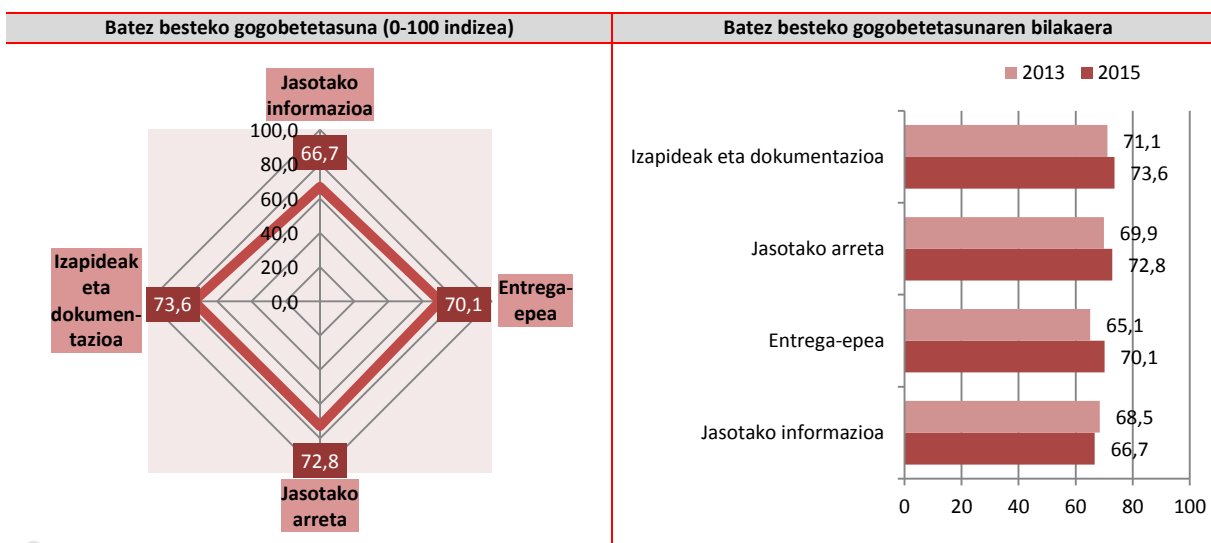 Batez besteko gogobetetasuna (0-100 indizea)
Jasotako
informazioa
100,0
66,7
80,0
60,0
40,0
20,0
0,0
Izapideak
eta
dokumen-
tazioa
73,6
70,1
Entrega-
epea
72,8
Jasotako
arreta
Batez besteko gogobetetasunaren bilakaera
2013 2015
Izapideak eta dokumentazioa
71,1
73,6
Jasotako arreta
69,9
72,8
Entrega-epea
65,1
70,1
Jasotako informazioa
68,5
66,7
0 20 40 60 80 100